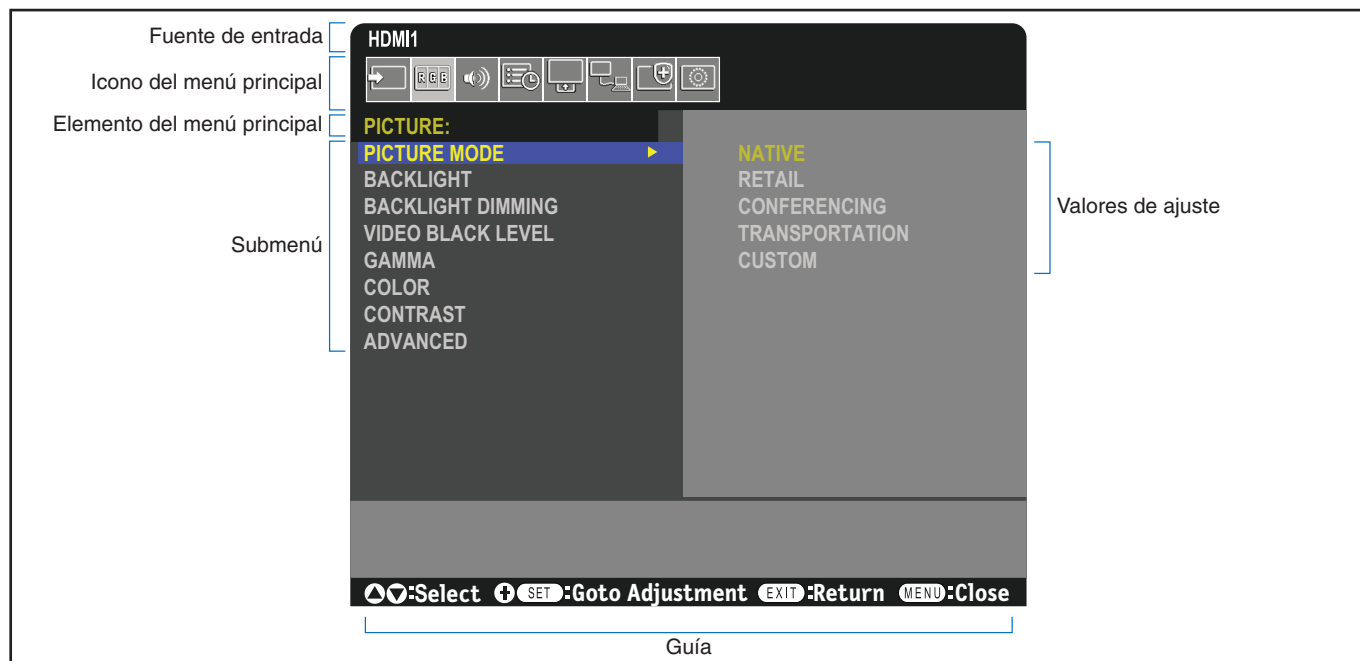 Fuente de entrada
HDMI1
Icono del menú principal
RGB
Elemento del menú principal
PICTURE:
PICTURE MODE
NATIVE
BACKLIGHT
RETAIL
BACKLIGHT DIMMING
CONFERENCING
Valores de ajuste
VIDEO BLACK LEVEL
TRANSPORTATION
Submenú
GAMMA
CUSTOM
COLOR
CONTRAST
ADVANCED
:Select SET:Goto Adjustment EXIT:Return MENU:Close
Guía